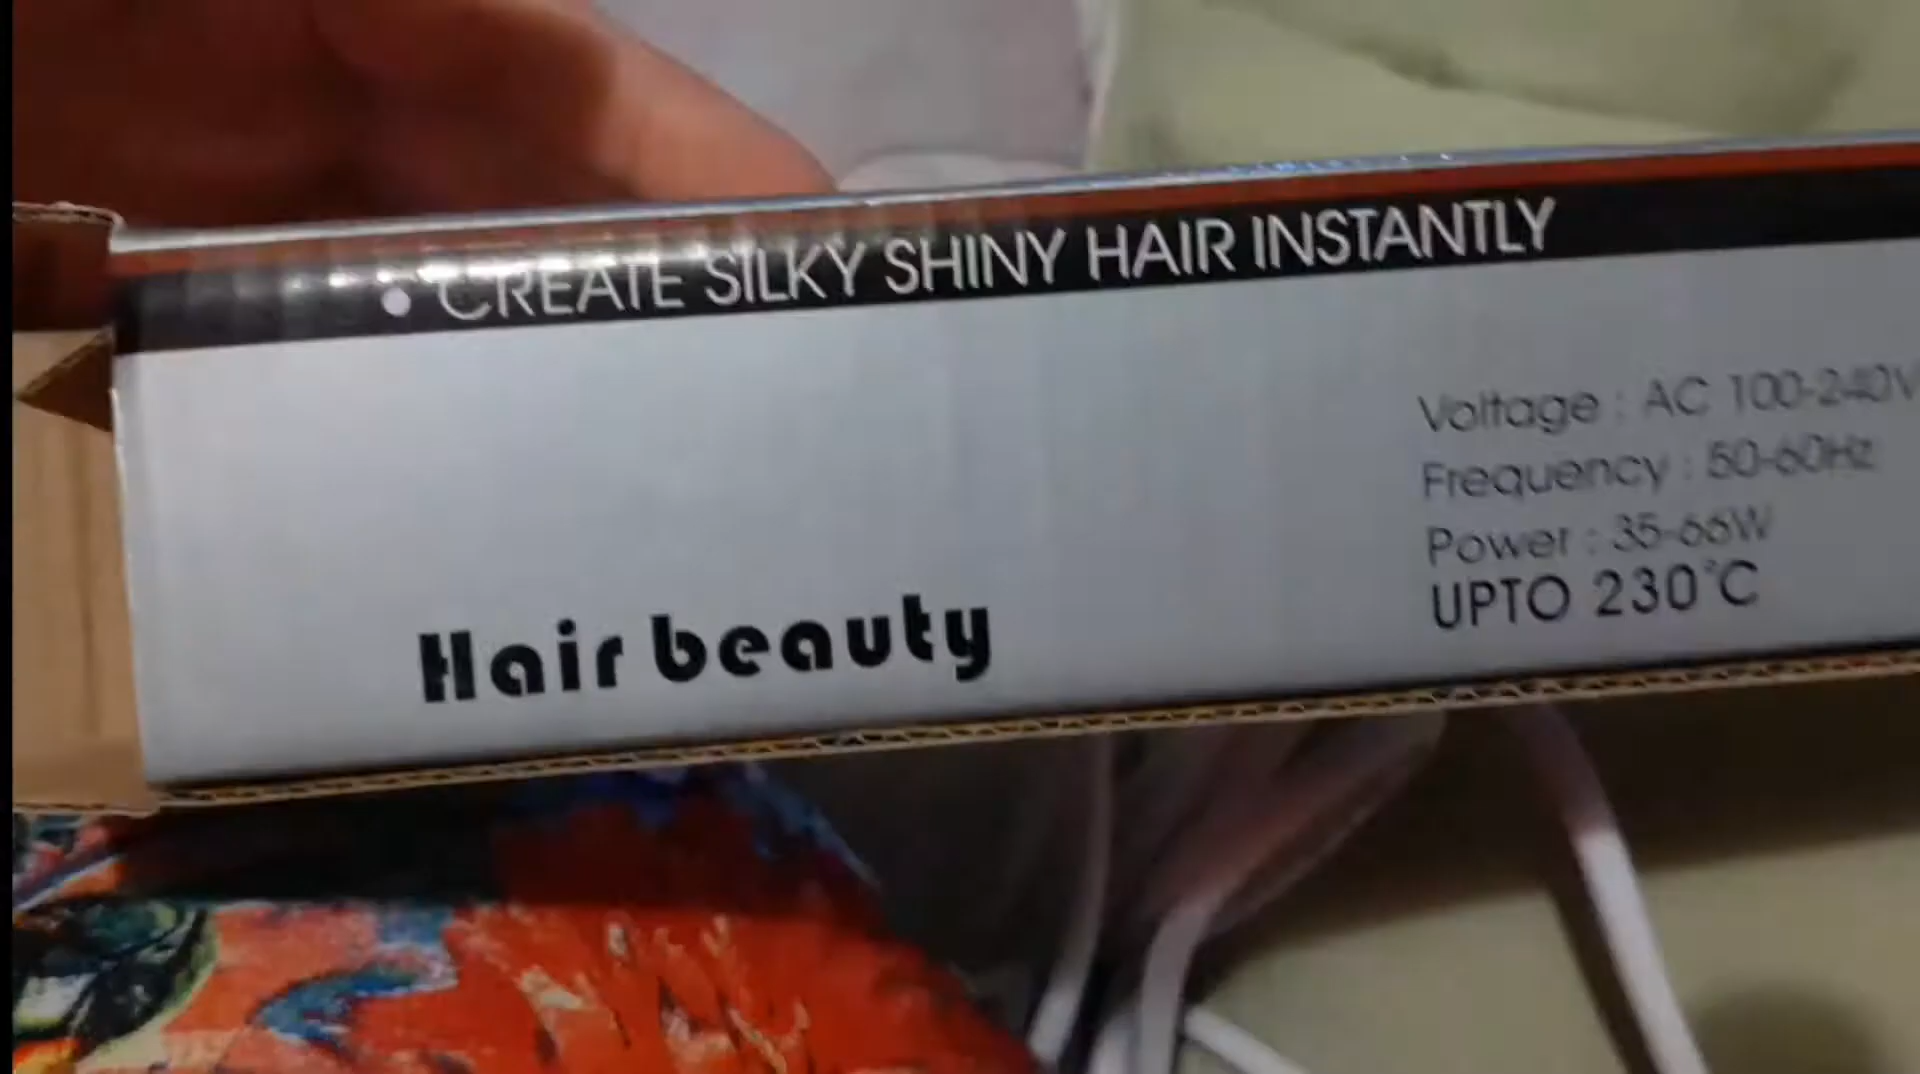 • CREATE SILKY SHINY HAIR INSTANTLY
Voltage : AC 100-240V
Frequency : 50-60Hz
Power : 35-66W
UPTO 230°C
Hair beauty